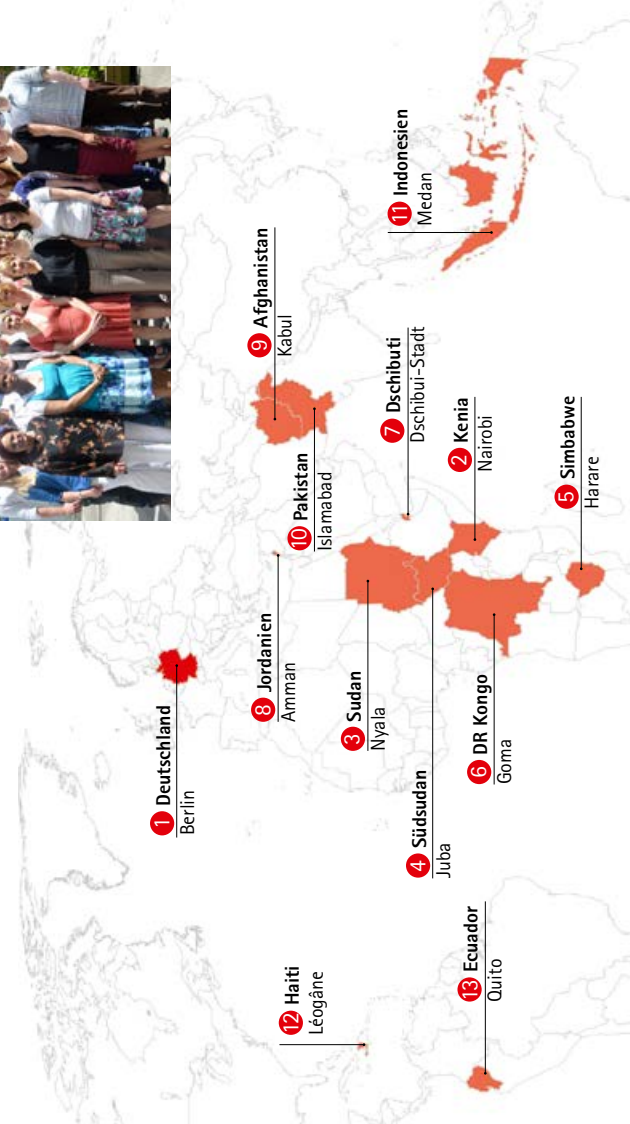 1 Deutschland
Berlin
2 Kenia
Nairobi
3 Sudan
Nyala
4 Südsudan
Juba
5 Simbabwe
Harare
6 DR Kongo
Goma
7 Dschibuti
Dschibui-Stadt
8 Jordanien
Amman
9 Afghanistan
Kabul
10 Pakistan
Islamabad
11 Indonesien
Medan
12 Haiti
Léogâne
13 Ecuador
Quito